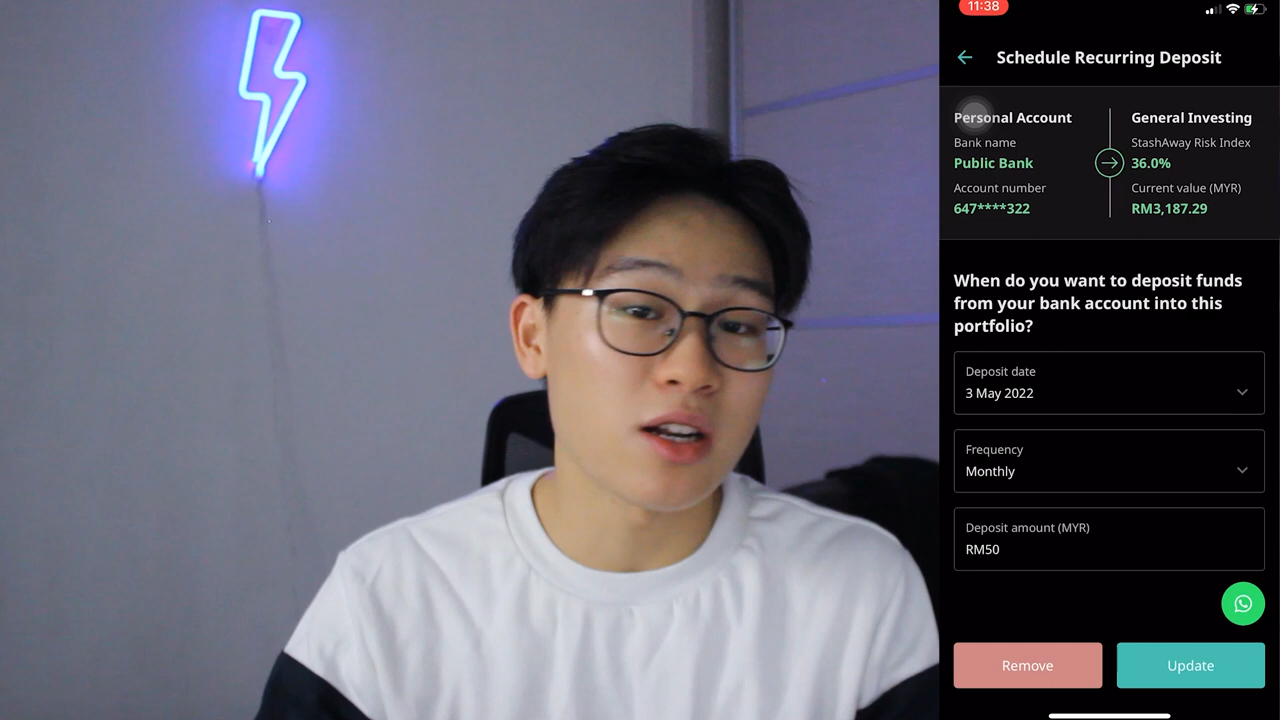 11:38
Schedule Recurring Deposit
Personal Account
Bank name
Public Bank
Account number
647****322
General Investing
StashAway Risk Index
36.0%
Current value (MYR)
RM3,187.29
When do you want to deposit funds
from your bank account into this
portfolio?
Deposit date
3 May 2022
Frequency
Monthly
Deposit amount (MYR)
RM50
Remove
Update